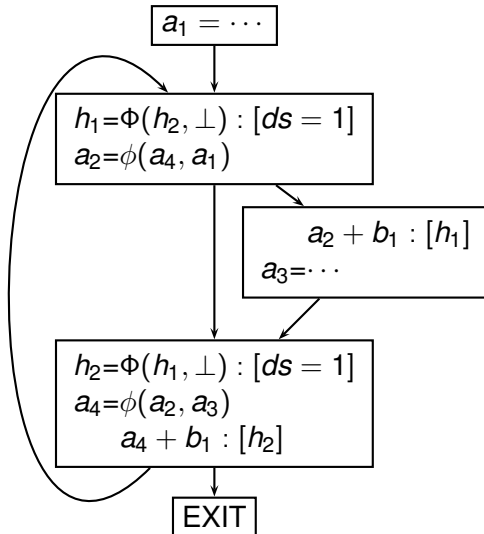 a₁ = ⋯
h₁=Φ(h₂, ⊥) : [ds = 1]
a₂=ϕ(a₄, a₁)
a₂ + b₁ : [h₁]
a₃=⋯
h₂=Φ(h₁, ⊥) : [ds = 1]
a₄=ϕ(a₂, a₃)
a₄ + b₁ : [h₂]
EXIT